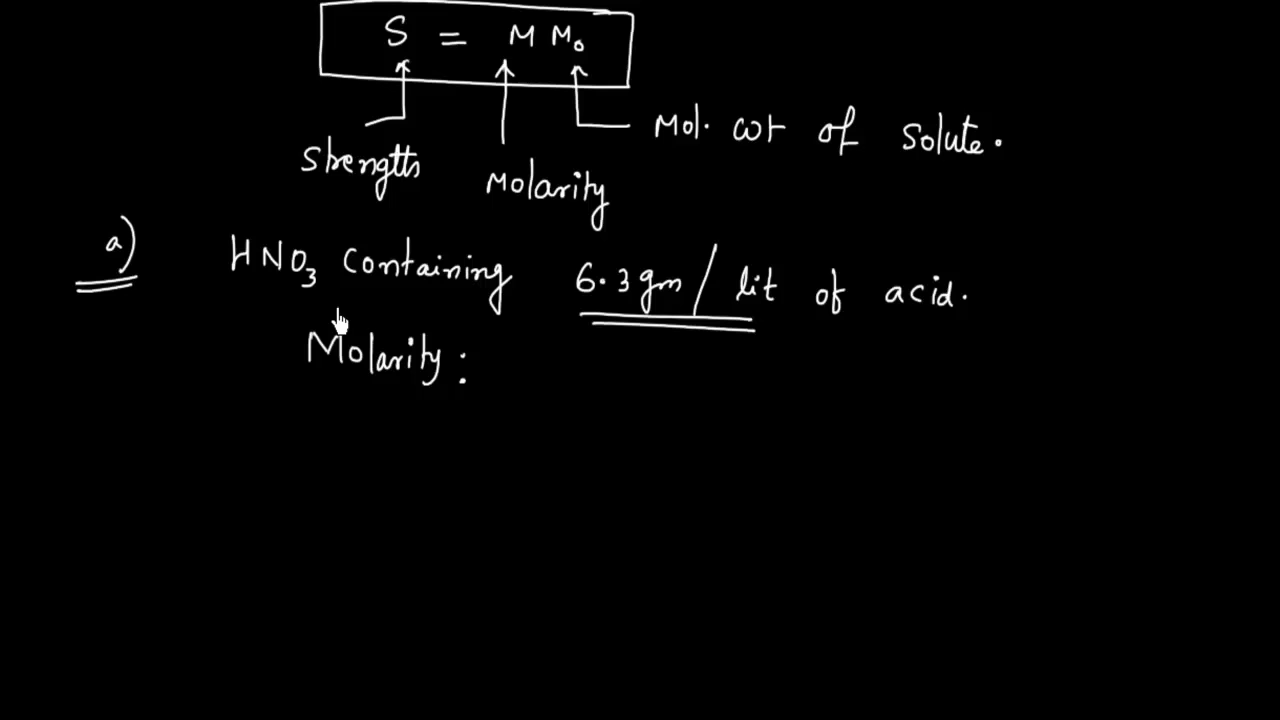 S = M M₀
Mol. wt of solute.
Strength Molarity
a) HNO₃ containing 6.3 gm / lit of acid.
Molarity :